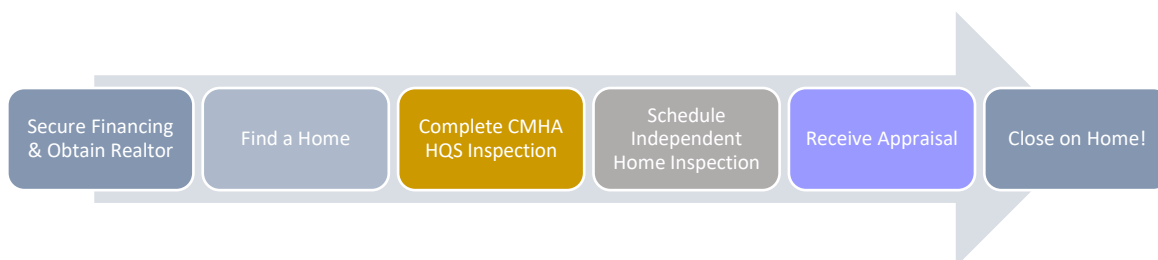 Secure Financing
& Obtain Realtor
Find a Home
Complete CMHA
HQS Inspection
Schedule
Independent
Home Inspection
Receive Appraisal
Close on Home!